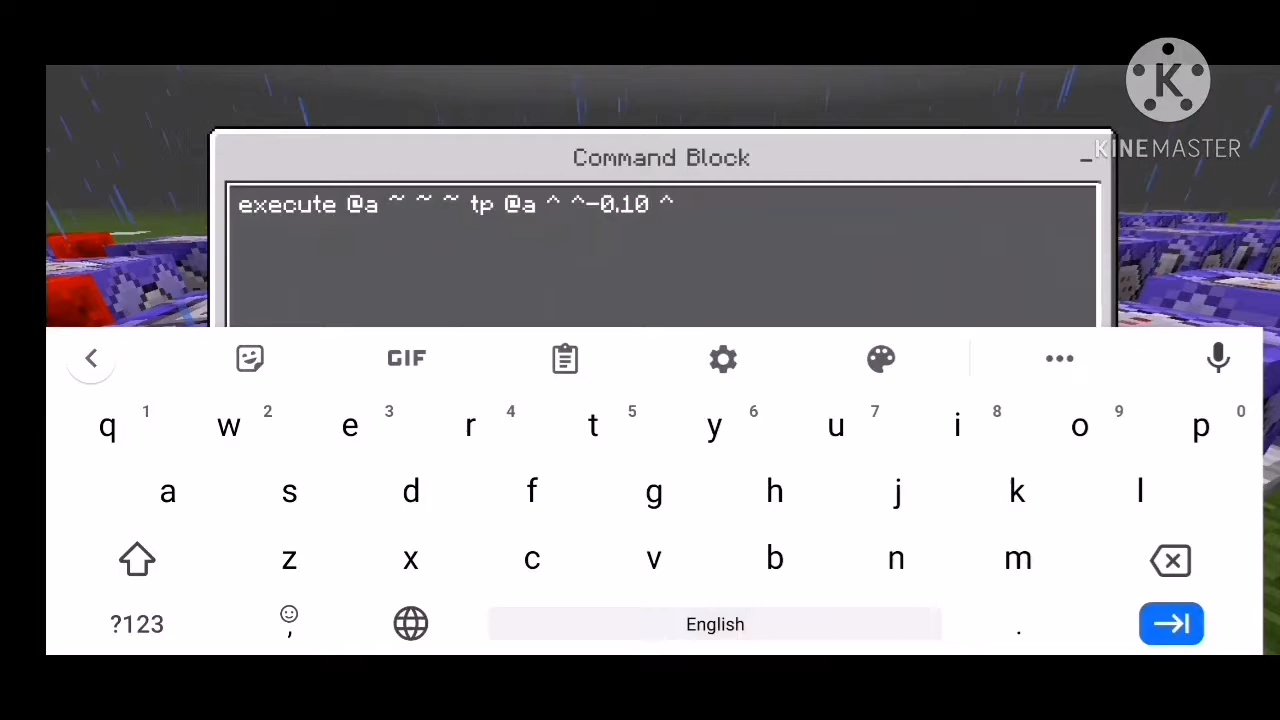 K
KINEMASTER
Command Block
execute @a ~ ~ ~ tp @a ^ ^-0.10 ^
GIF
q 1 w 2 e 3 r 4 t 5 y 6 u 7 i 8 o 9 p 0
a s d f g h j k l
z x c v b n m
?123 , English .